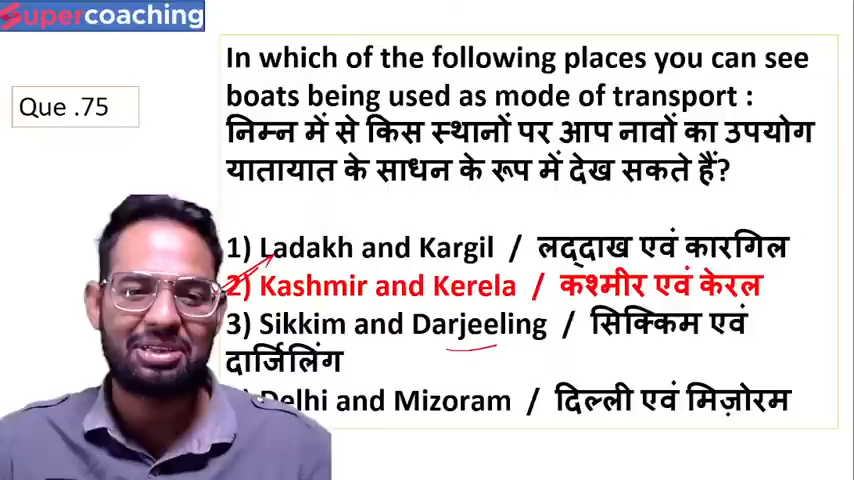 Supercoaching
Que .75
In which of the following places you can see
boats being used as mode of transport :
निम्न में से किस स्थानों पर आप नावों का उपयोग
यातायात के साधन के रूप में देख सकते हैं?
1) Ladakh and Kargil / लद्दाख एवं कारगिल
2) Kashmir and Kerela / कश्मीर एवं केरल
3) Sikkim and Darjeeling / सिक्किम एवं
दार्जिलिंग
Delhi and Mizoram / दिल्ली एवं मिज़ोरम